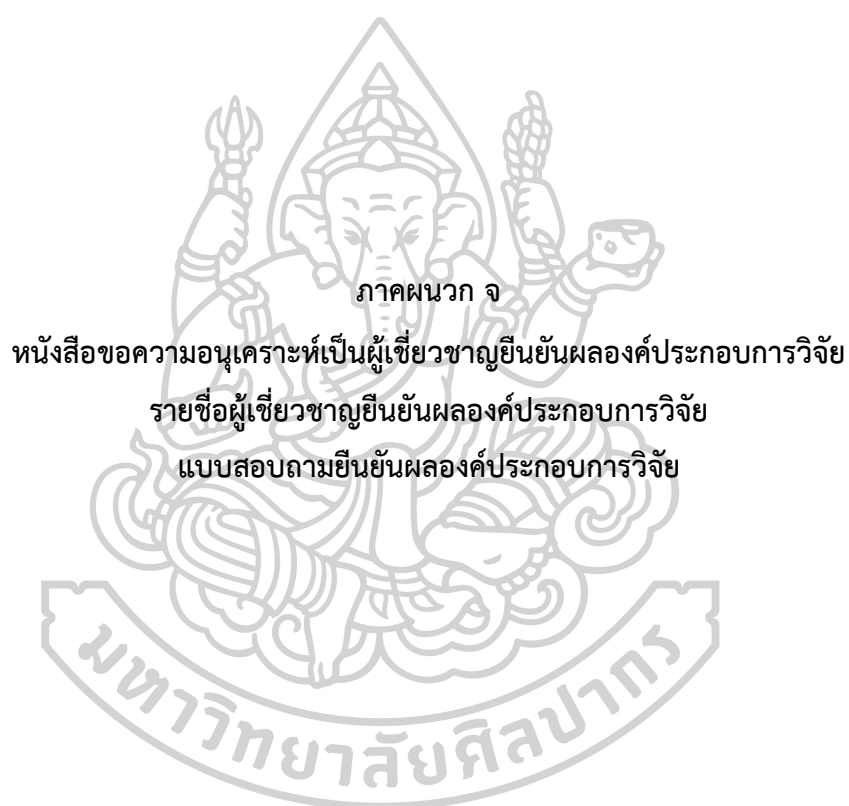 ภาคผนวก จ
หนังสือขอความอนุเคราะห์เป็นผู้เชี่ยวชาญยืนยันผลองค์ประกอบการวิจัย
รายชื่อผู้เชี่ยวชาญยืนยันผลองค์ประกอบการวิจัย
แบบสอบถามยืนยันผลองค์ประกอบการวิจัย
มหาวิทยาลัยศิลปากร